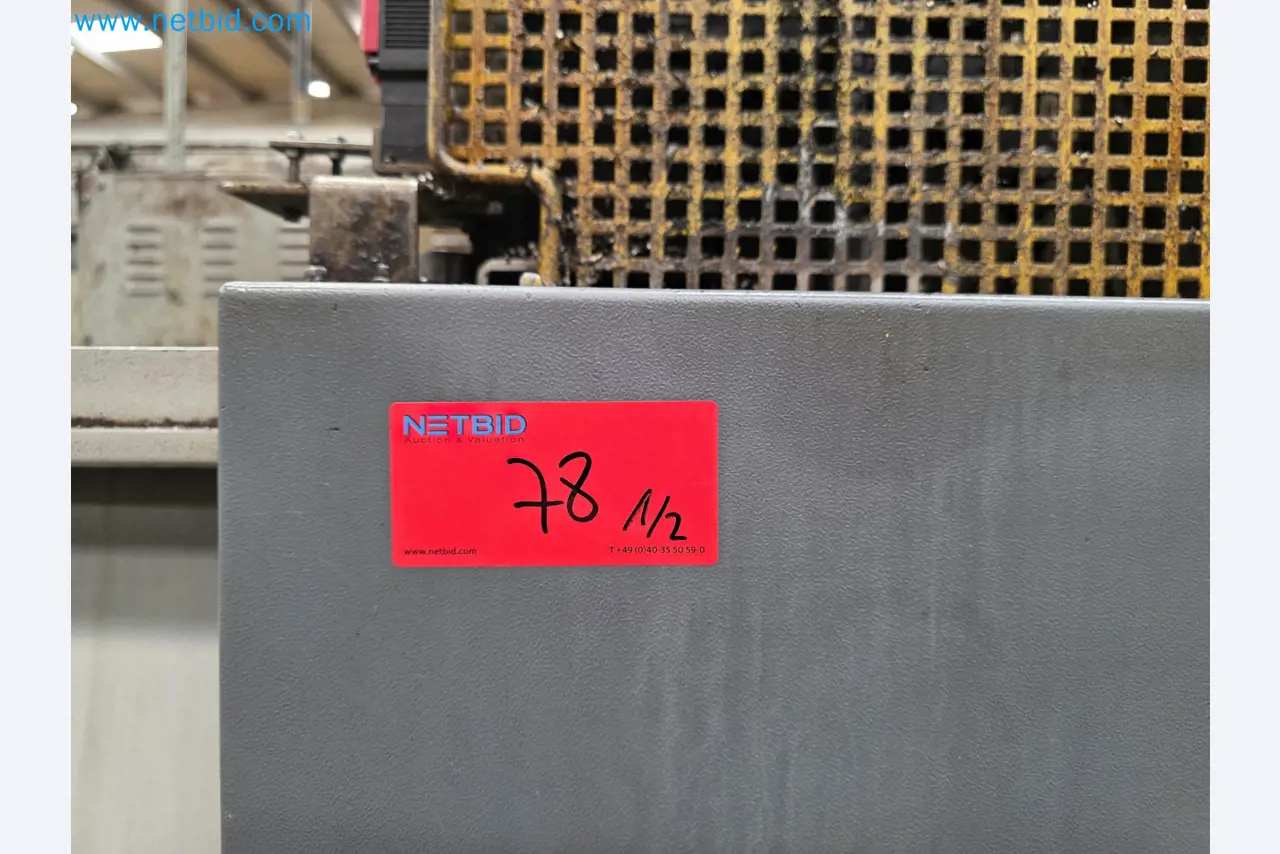 www.netbid.com
NETBID
Auction & Valuation
78 1/2
www.netbid.com T +49 (0)40-35 50 59-0